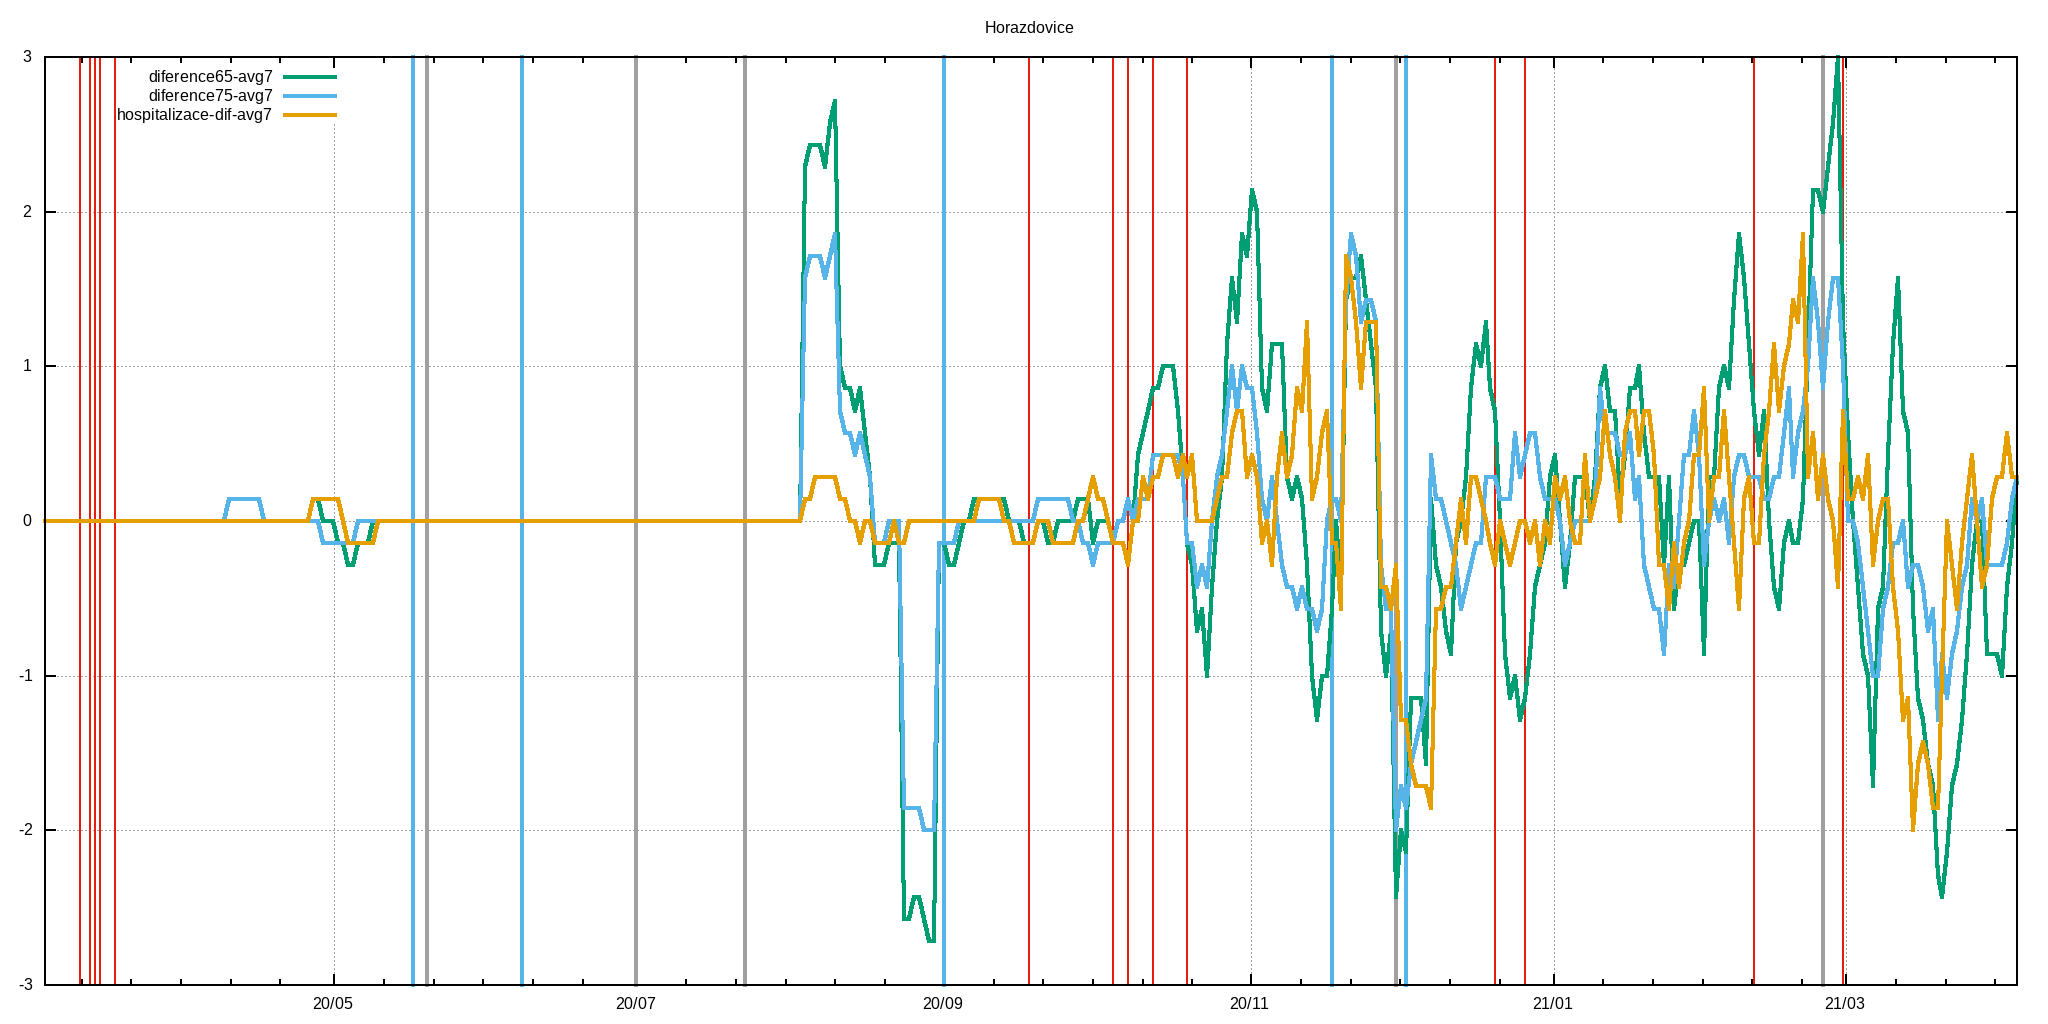 Horazdovice
diference65-avg7
diference75-avg7
hospitalizace-dif-avg7
3
2
1
0
-1
-2
-3
20/05 20/07 20/09 20/11 21/01 21/03